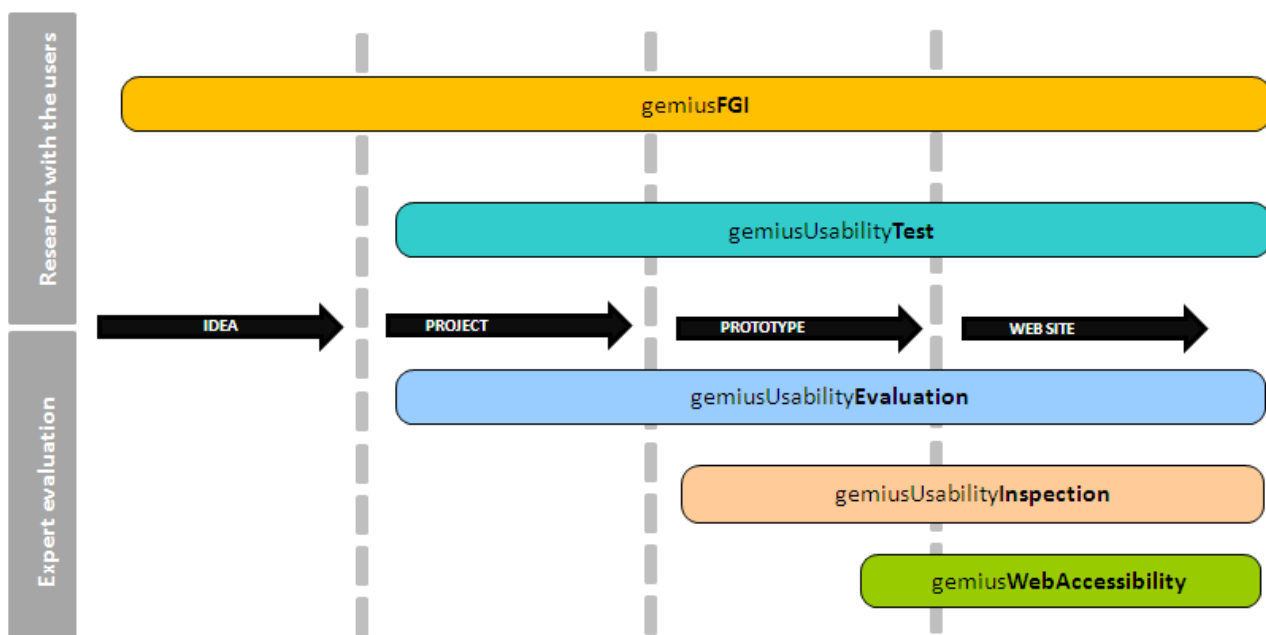 Research with the users
gemiusFGI
gemiusUsabilityTest
IDEA
PROJECT
PROTOTYPE
WEB SITE
Expert evaluation
gemiusUsabilityEvaluation
gemiusUsabilityInspection
gemiusWebAccessibility